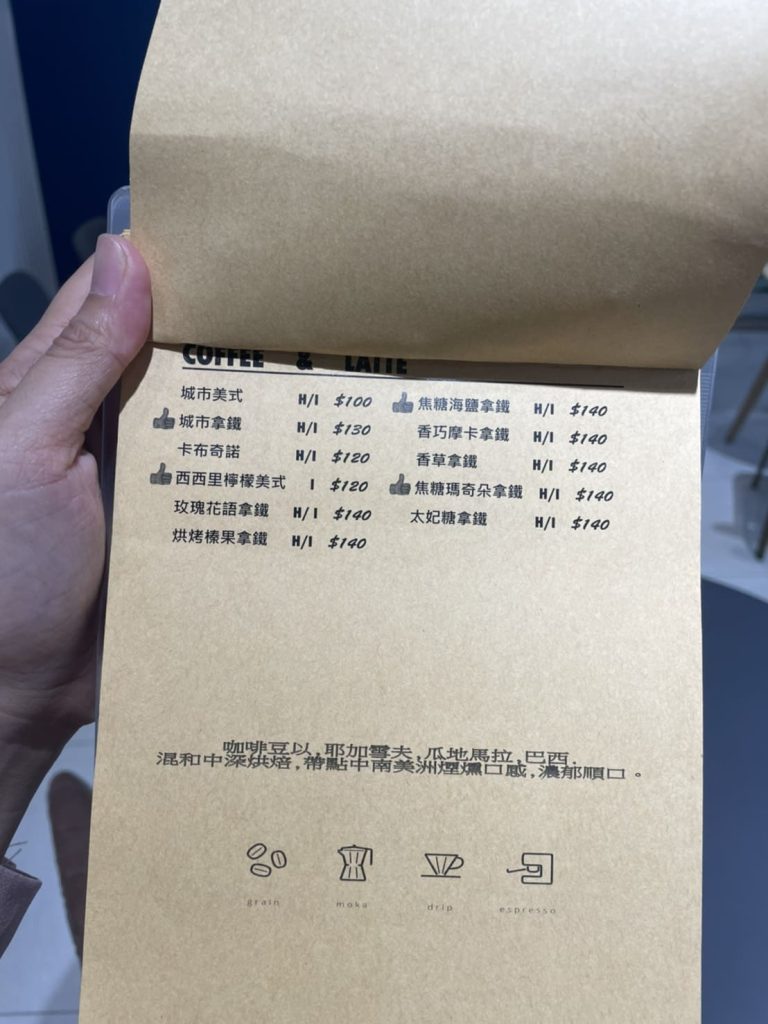 COFFEE & LATTE
城市美式 H/I $100
城市拿鐵 H/I $130
卡布奇諾 H/I $120
西西里檸檬美式 I $120
玫瑰花語拿鐵 H/I $140
烘烤榛果拿鐵 H/I $140
焦糖海鹽拿鐵 H/I $140
香巧摩卡拿鐵 H/I $140
香草拿鐵 H/I $140
焦糖瑪奇朵拿鐵 H/I $140
太妃糖拿鐵 H/I $140
咖啡豆以,耶加雪夫,瓜地馬拉,巴西.
混和中深烘焙,帶點中南美洲煙燻口感,濃郁順口。
grain
moka
drip
espresso